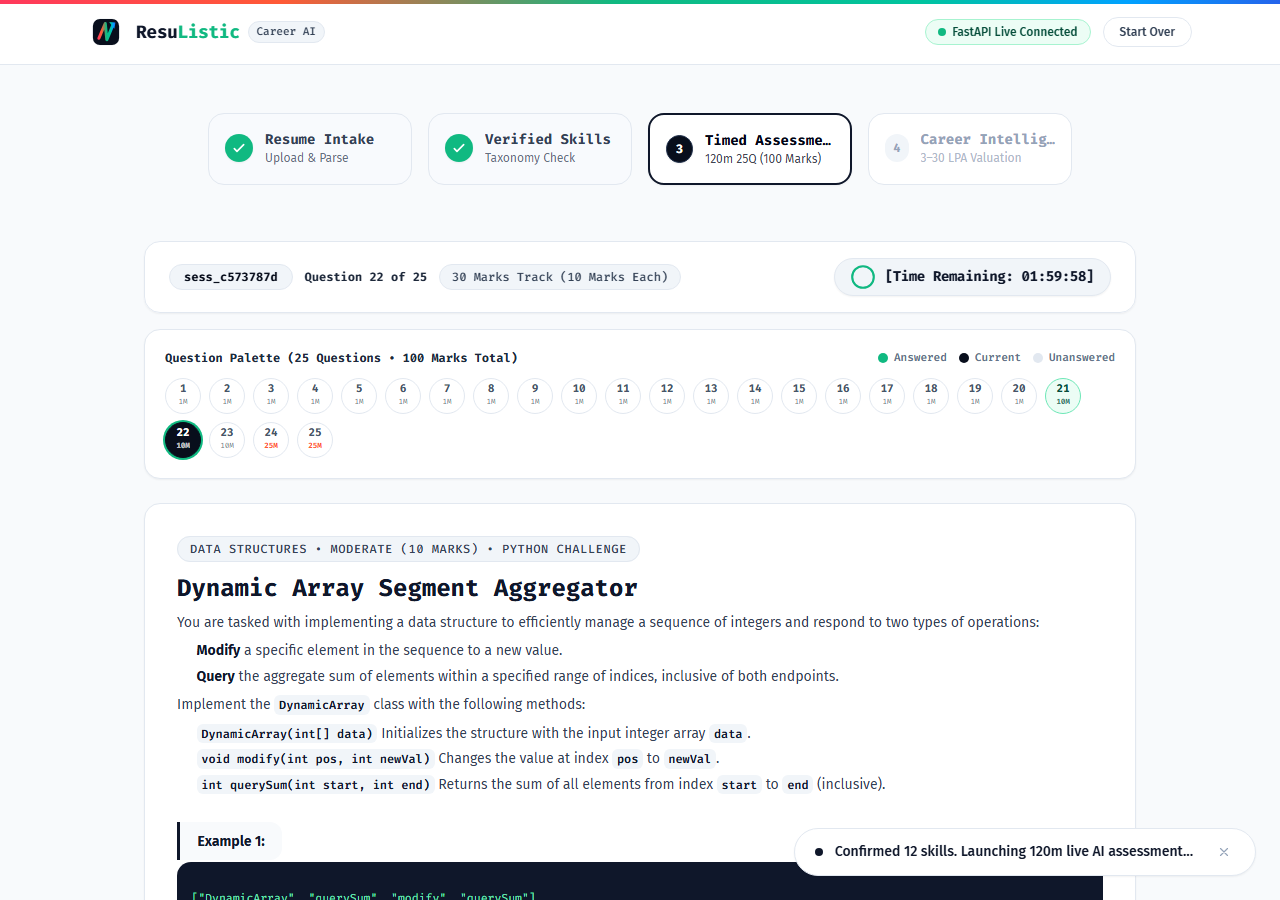 ResuListic Career AI FastAPI Live Connected Start Over
Resume Intake
Upload & Parse
Verified Skills
Taxonomy Check
3 Timed Assessme…
120m 25Q (100 Marks)
4 Career Intellig…
3–30 LPA Valuation
sess_c573787d Question 22 of 25 30 Marks Track (10 Marks Each) [Time Remaining: 01:59:58]
Question Palette (25 Questions • 100 Marks Total) Answered Current Unanswered
1 2 3 4 5 6 7 8 9 10 11 12 13 14 15 16 17 18 19 20 21
1M 1M 1M 1M 1M 1M 1M 1M 1M 1M 1M 1M 1M 1M 1M 1M 1M 1M 1M 1M 10M
22 23 24 25
10M 10M 25M 25M
DATA STRUCTURES • MODERATE (10 MARKS) • PYTHON CHALLENGE
Dynamic Array Segment Aggregator
You are tasked with implementing a data structure to efficiently manage a sequence of integers and respond to two types of operations:
Modify a specific element in the sequence to a new value.
Query the aggregate sum of elements within a specified range of indices, inclusive of both endpoints.
Implement the DynamicArray class with the following methods:
DynamicArray(int[] data) Initializes the structure with the input integer array data.
void modify(int pos, int newVal) Changes the value at index pos to newVal.
int querySum(int start, int end) Returns the sum of all elements from index start to end (inclusive).
Example 1:
Confirmed 12 skills. Launching 120m live AI assessment...
["DynamicArray", "querySum", "modify", "querySum"]